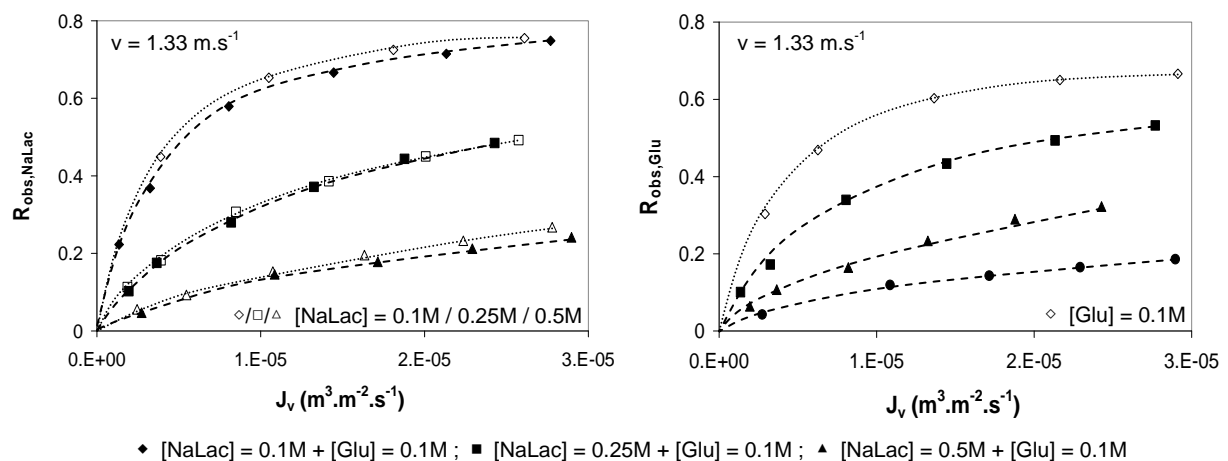 v = 1.33 m.s⁻¹
0.8
0.6
0.4
0.2
0
R_obs,NaLac
◇/□/△ [NaLac] = 0.1M / 0.25M / 0.5M
0.E+00 1.E-05 2.E-05 3.E-05
J_v (m³.m⁻².s⁻¹)
v = 1.33 m.s⁻¹
0.8
0.6
0.4
0.2
0
R_obs,Glu
◇ [Glu] = 0.1M
0.E+00 1.E-05 2.E-05 3.E-05
J_v (m³.m⁻².s⁻¹)
◆ [NaLac] = 0.1M + [Glu] = 0.1M ; ■ [NaLac] = 0.25M + [Glu] = 0.1M ; ▲ [NaLac] = 0.5M + [Glu] = 0.1M